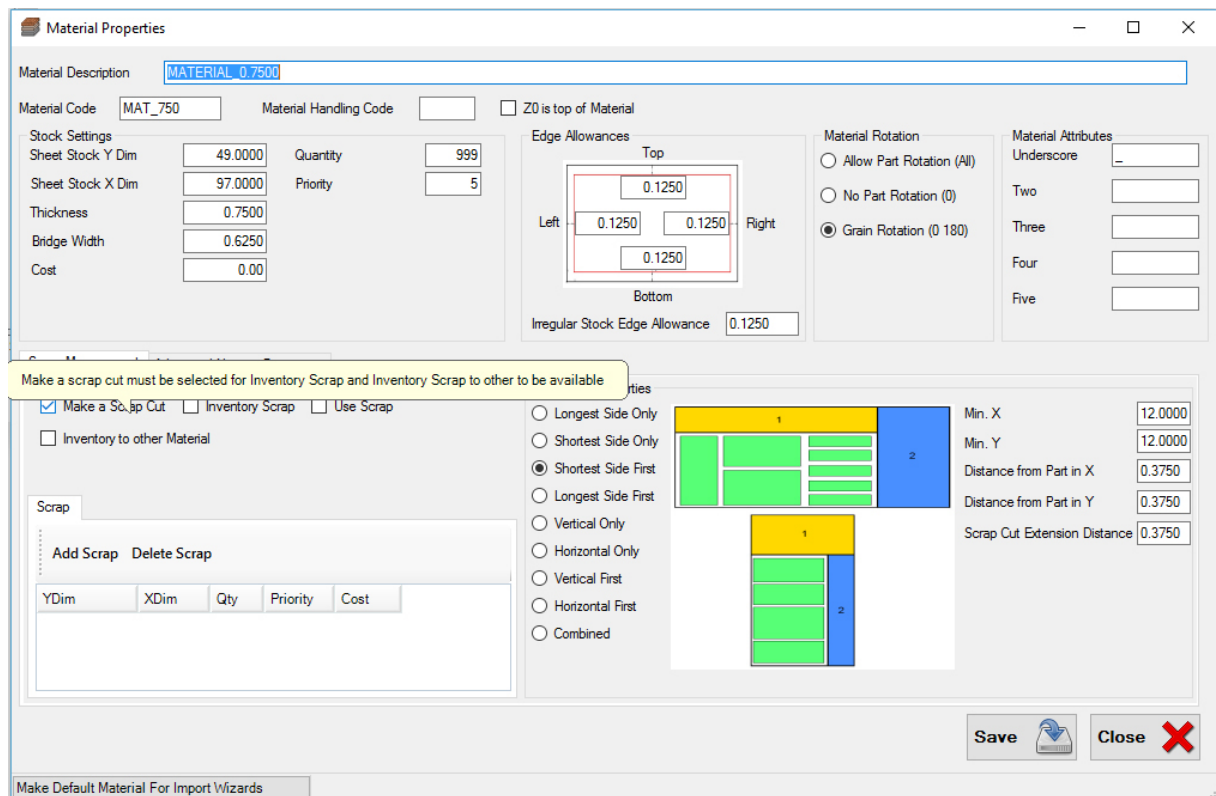 Material Properties
Material Description MATERIAL_0.7500
Material Code MAT_750 Material Handling Code Z0 is top of Material
Stock Settings
Sheet Stock Y Dim 49.0000 Quantity 999
Sheet Stock X Dim 97.0000 Priority 5
Thickness 0.7500
Bridge Width 0.6250
Cost 0.00
Edge Allowances
Top
0.1250
Left 0.1250 0.1250 Right
0.1250
Bottom
Irregular Stock Edge Allowance 0.1250
Material Rotation
Allow Part Rotation (All)
No Part Rotation (0)
Grain Rotation (0 180)
Material Attributes
Underscore _
Two
Three
Four
Five
Make a scrap cut must be selected for Inventory Scrap and Inventory Scrap to other to be available
Make a Scrap Cut Inventory Scrap Use Scrap
Inventory to other Material
Scrap
Add Scrap Delete Scrap
YDim XDim Qty Priority Cost
Longest Side Only
Shortest Side Only
Shortest Side First
Longest Side First
Vertical Only
Horizontal Only
Vertical First
Horizontal First
Combined
1
2
1
2
Min. X 12.0000
Min. Y 12.0000
Distance from Part in X 0.3750
Distance from Part in Y 0.3750
Scrap Cut Extension Distance 0.3750
Save Close
Make Default Material For Import Wizards